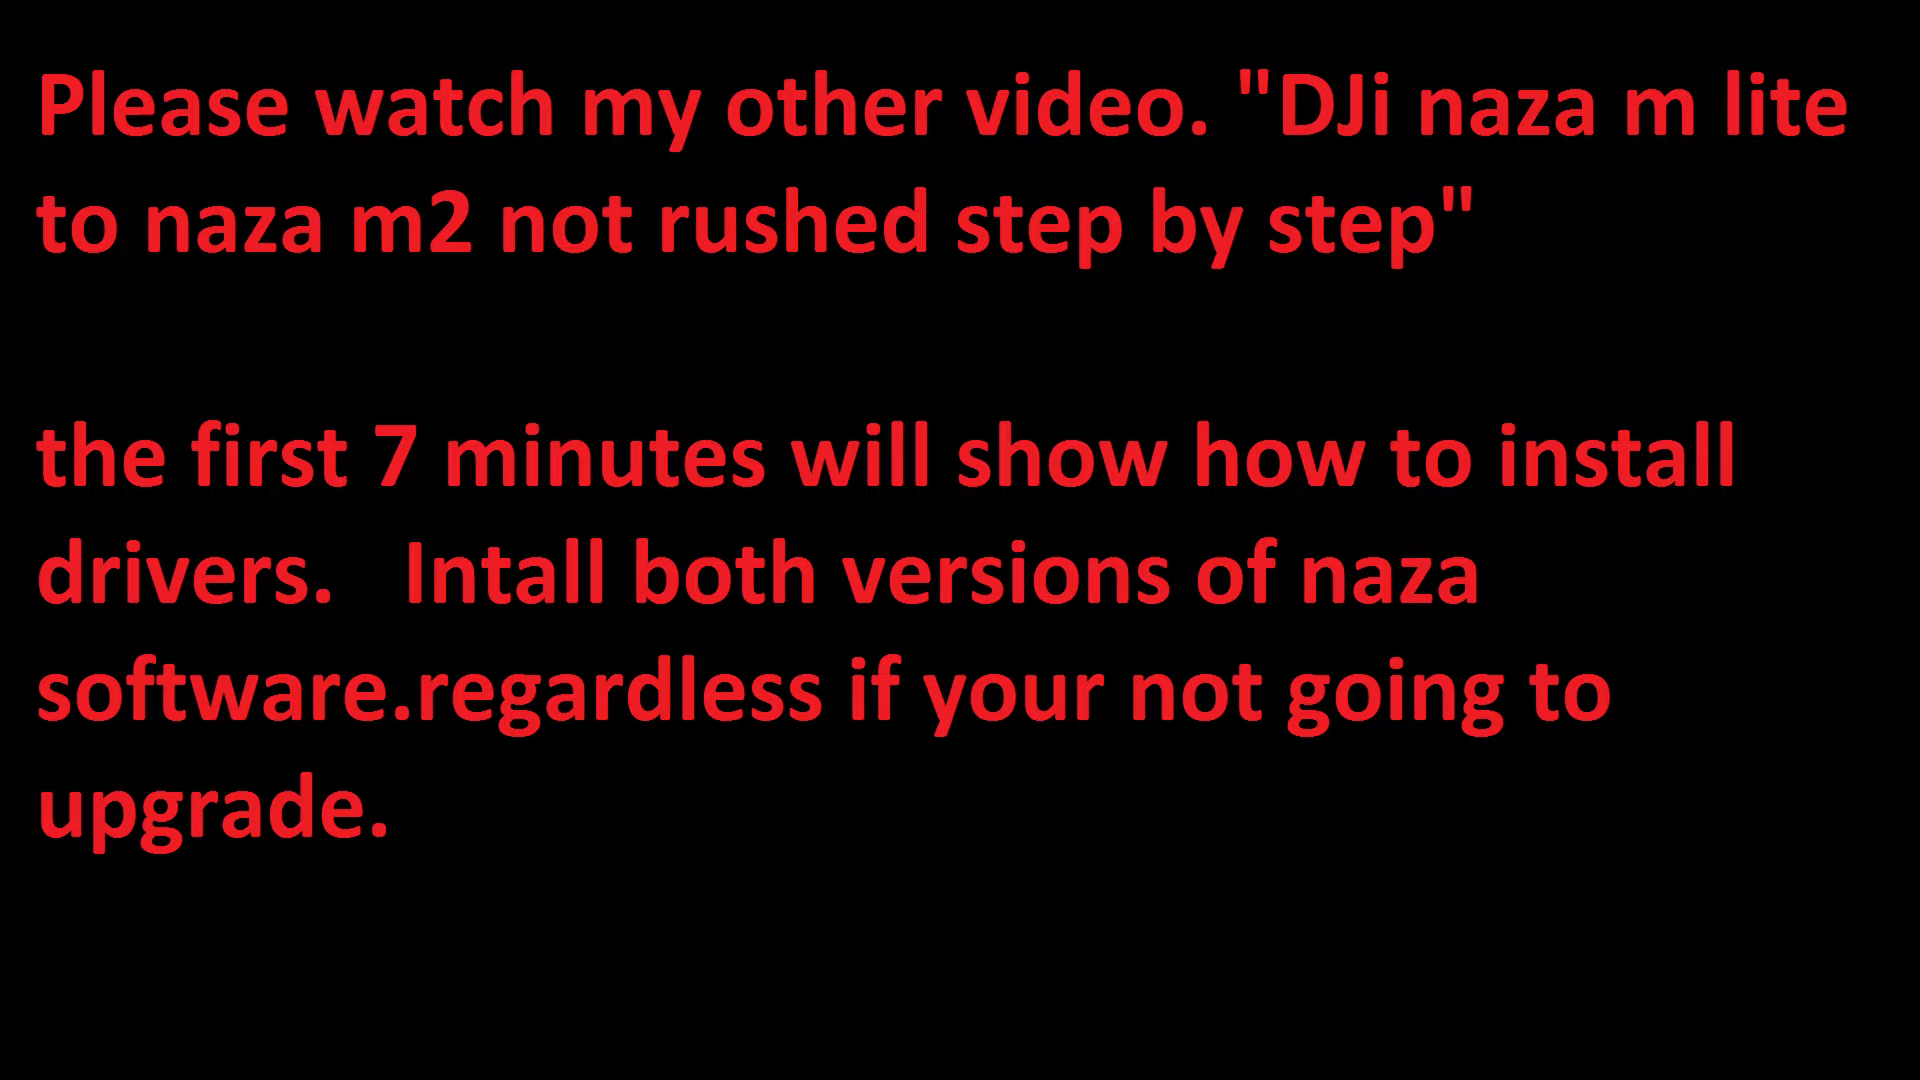 Please watch my other video. "DJi naza m lite
to naza m2 not rushed step by step"
the first 7 minutes will show how to install
drivers.   Intall both versions of naza
software.regardless if your not going to
upgrade.